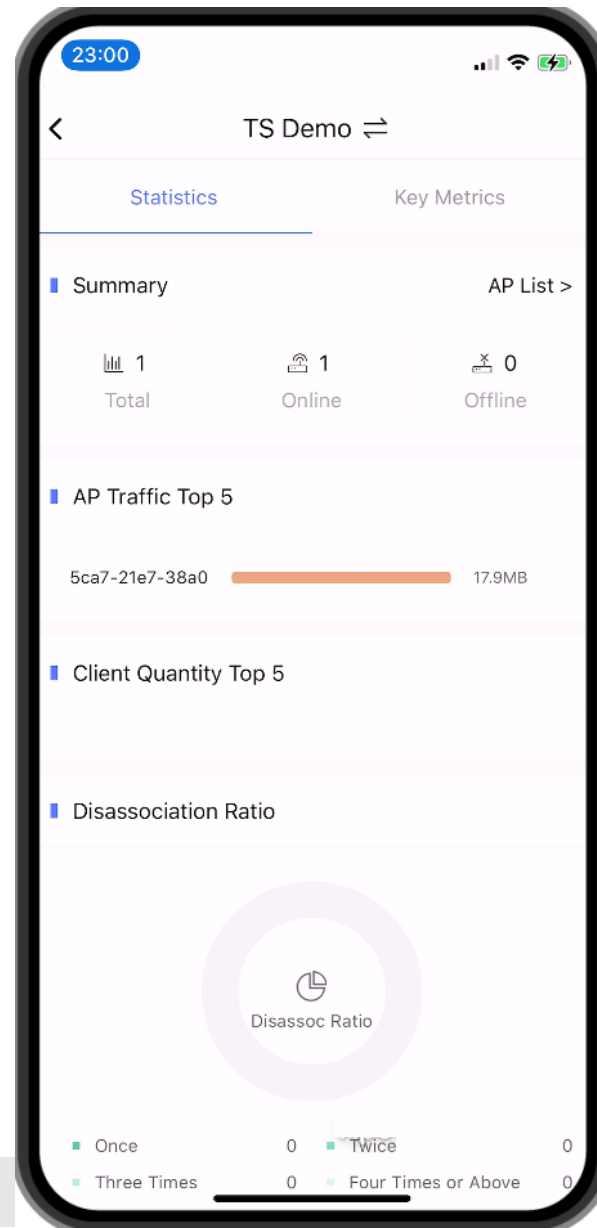 23:00
TS Demo
Statistics Key Metrics
Summary AP List >
1 1 0
Total Online Offline
AP Traffic Top 5
5ca7-21e7-38a0 17.9MB
Client Quantity Top 5
Disassociation Ratio
Disassoc Ratio
Once 0 Twice 0
Three Times 0 Four Times or Above 0